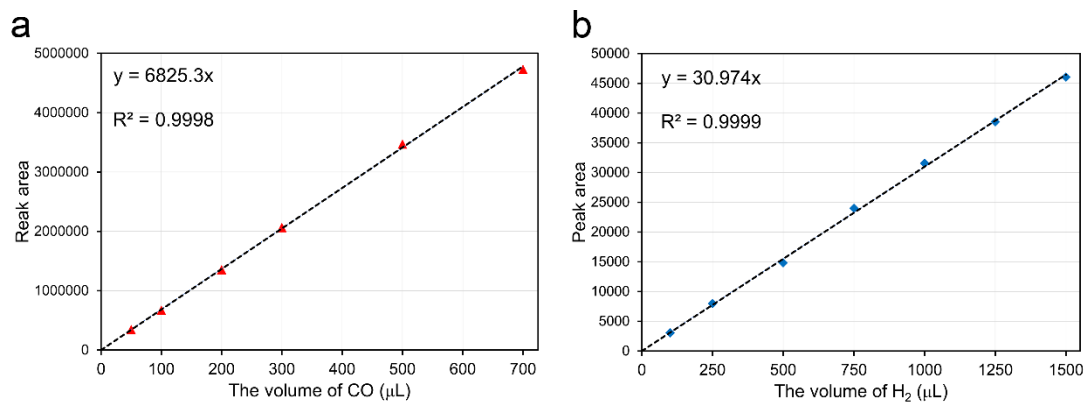 a
y = 6825.3x
R² = 0.9998
Reak area
5000000
4000000
3000000
2000000
1000000
0
0 100 200 300 400 500 600 700
The volume of CO (μL)
b
y = 30.974x
R² = 0.9999
Peak area
50000
45000
40000
35000
30000
25000
20000
15000
10000
5000
0
0 250 500 750 1000 1250 1500
The volume of H₂ (μL)